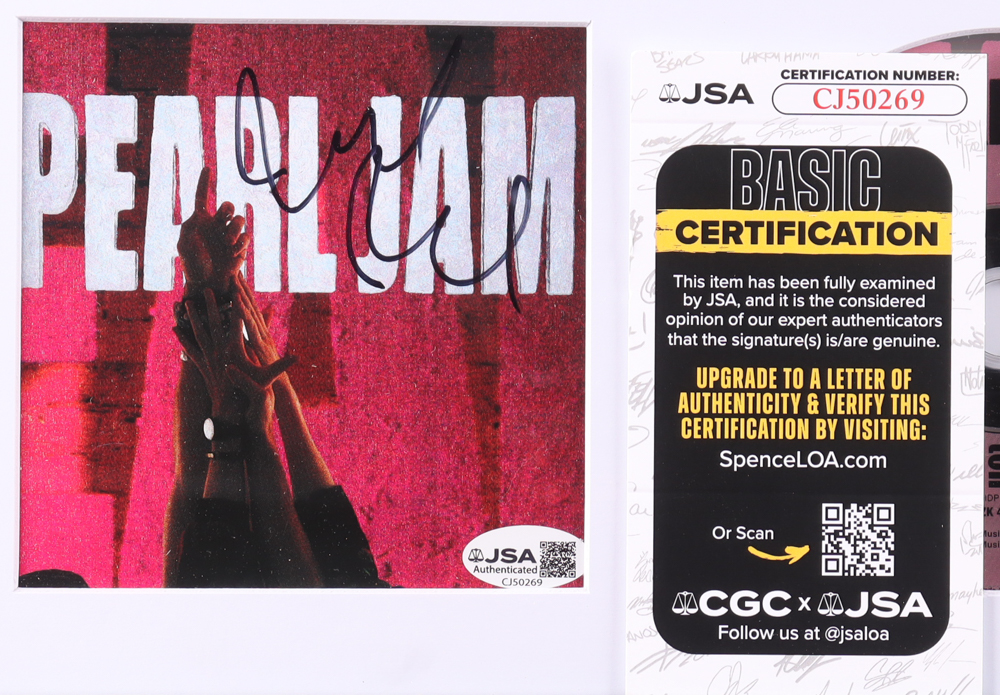 PEARL JAM
JSA
Authenticated
CJ50269
JSA
CERTIFICATION NUMBER:
CJ50269
BASIC
CERTIFICATION
This item has been fully examined
by JSA, and it is the considered
opinion of our expert authenticators
that the signature(s) is/are genuine.
UPGRADE TO A LETTER OF
AUTHENTICITY & VERIFY THIS
CERTIFICATION BY VISITING:
SpenceLOA.com
Or Scan
CGC x JSA
Follow us at @jsaloa